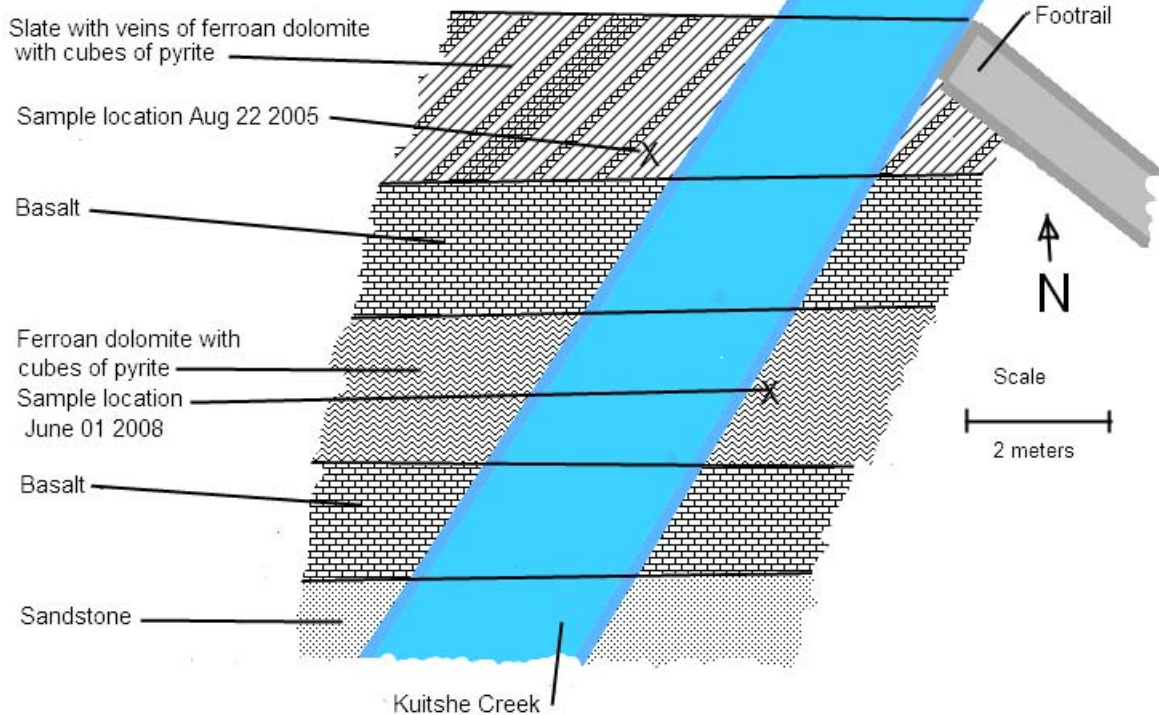 Footrail
Slate with veins of ferroan dolomite
with cubes of pyrite
Sample location Aug 22 2005
Basalt
N
Ferroan dolomite with
cubes of pyrite
Scale
Sample location
June 01 2008
2 meters
Basalt
Sandstone
Kuitshe Creek